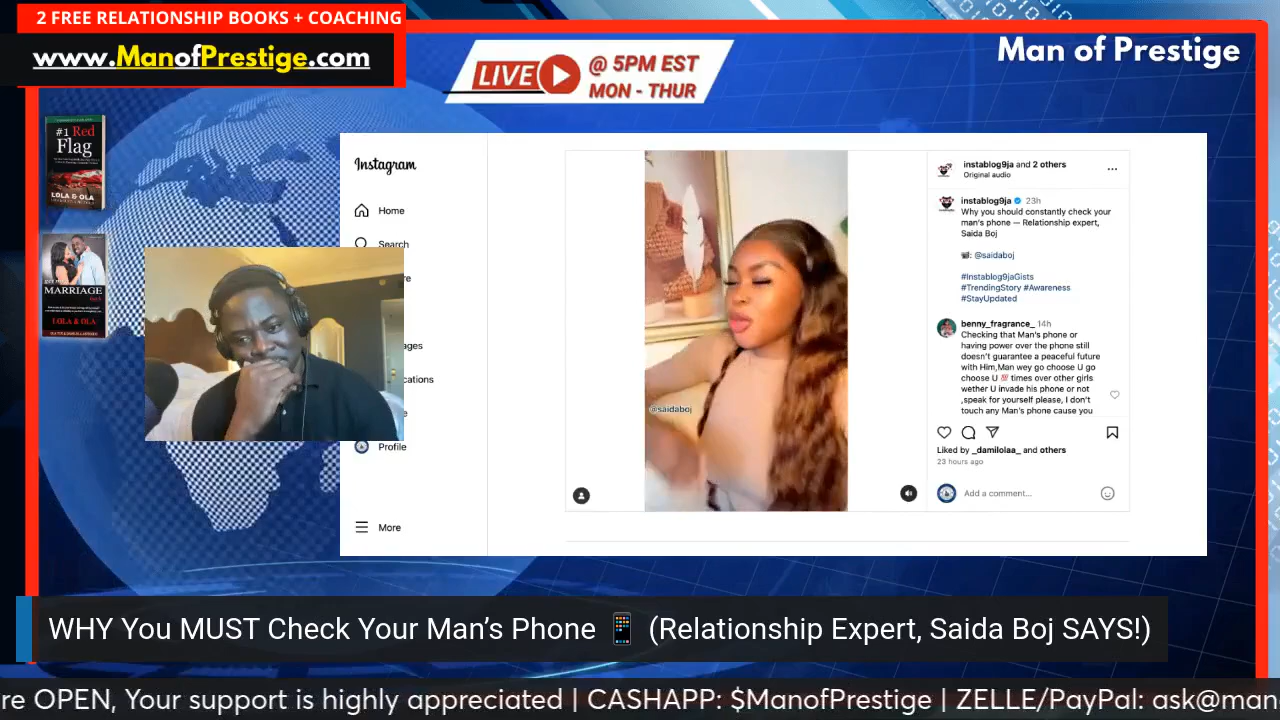 2 FREE RELATIONSHIP BOOKS + COACHING
www.ManofPrestige.com
LIVE @ 5PM EST
MON - THUR
Man of Prestige
#1 Red
Flag
LOLA & OLA
MARRIAGE
LOLA & OLA
Instagram
Home
Search
re
ages
cations
e
Profile
More
@saidaboj
instablog9ja and 2 others
Original audio
...
instablog9ja 23h
Why you should constantly check your
man's phone — Relationship expert,
Saida Boj
📹: @saidaboj
#Instablog9jaGists
#TrendingStory #Awareness
#StayUpdated
benny_fragrance_ 14h
Checking that Man's phone or
having power over the phone still
doesn't guarantee a peaceful future
with Him,Man wey go choose U go
choose U 💯 times over other girls
wether U invade his phone or not
,speak for yourself please, I don't
touch any Man's phone cause you
Liked by _damilolaa_ and others
23 hours ago
Add a comment...
WHY You MUST Check Your Man's Phone 📱 (Relationship Expert, Saida Boj SAYS!)
re OPEN, Your support is highly appreciated | CASHAPP: $ManofPrestige | ZELLE/PayPal: ask@man